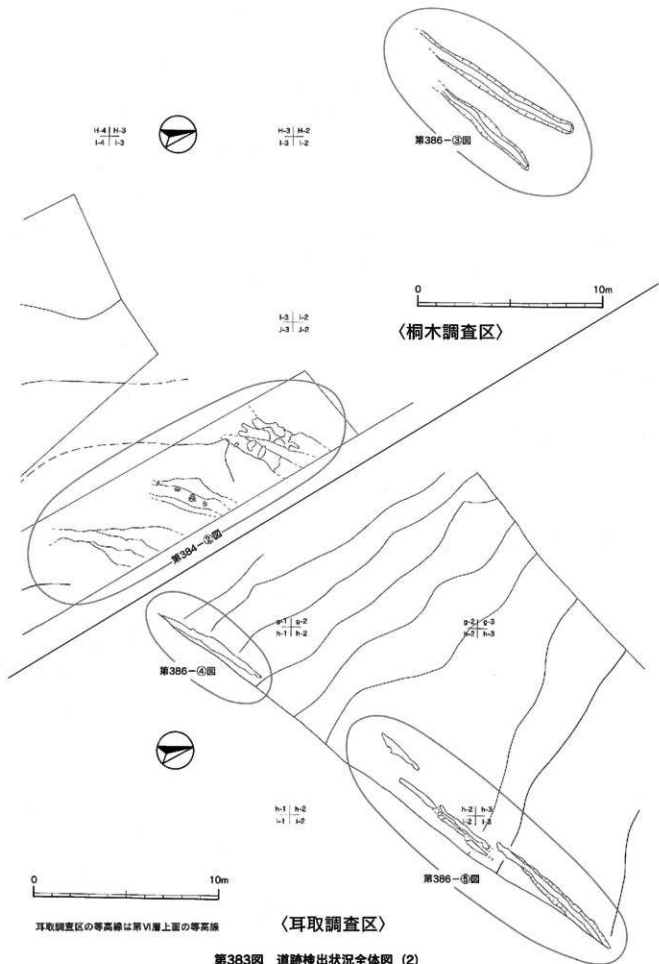 H-4 H-3
I-4 I-3
H-3 H-2
I-3 I-2
第386-③図
0 10m
I-3 I-2
J-3 J-2
〈桐木調査区〉
第384-②図
g-1 g-2
h-1 h-2
g-2 g-3
h-2 h-3
第386-④図
h-1 h-2
i-1 i-2
h-2 h-3
i-2 i-3
第386-⑤図
0 10m
耳取調査区の等高線は第Ⅵ層上面の等高線
〈耳取調査区〉
第383図 道跡検出状況全体図（2）